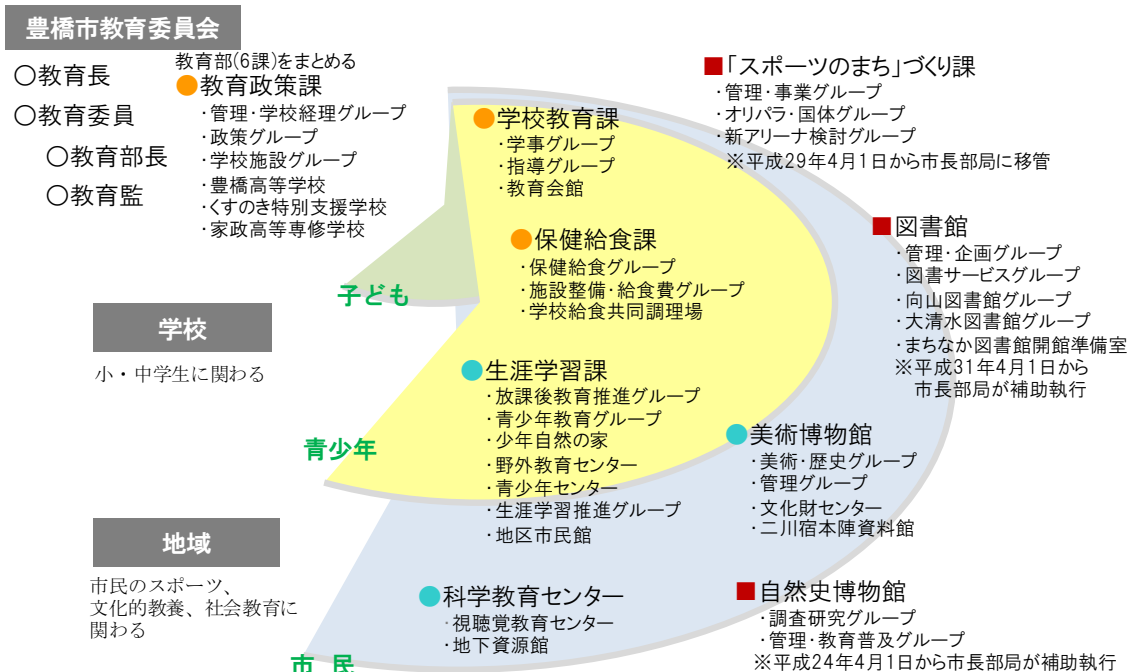 豊橋市教育委員会
○教育長
○教育委員
○教育部長
○教育監
教育部(6課)をまとめる
●教育政策課
・管理・学校経理グループ
・政策グループ
・学校施設グループ
・豊橋高等学校
・くすのき特別支援学校
・家政高等専修学校
●学校教育課
・学事グループ
・指導グループ
・教育会館
■「スポーツのまち」づくり課
・管理・事業グループ
・オリパラ・国体グループ
・新アリーナ検討グループ
※平成29年4月1日から市長部局に移管
●保健給食課
・保健給食グループ
・施設整備・給食費グループ
・学校給食共同調理場
■図書館
・管理・企画グループ
・図書サービスグループ
・向山図書館グループ
・大清水図書館グループ
・まちなか図書館開館準備室
※平成31年4月1日から
市長部局が補助執行
子ども
学校
小・中学生に関わる
●生涯学習課
・放課後教育推進グループ
・青少年教育グループ
・少年自然の家
・野外教育センター
・青少年センター
・生涯学習推進グループ
・地区市民館
青少年
●美術博物館
・美術・歴史グループ
・管理グループ
・文化財センター
・二川宿本陣資料館
地域
市民のスポーツ、
文化的教養、社会教育に
関わる
●科学教育センター
・視聴覚教育センター
・地下資源館
■自然史博物館
・調査研究グループ
・管理・教育普及グループ
※平成24年4月1日から市長部局が補助執行
市 民